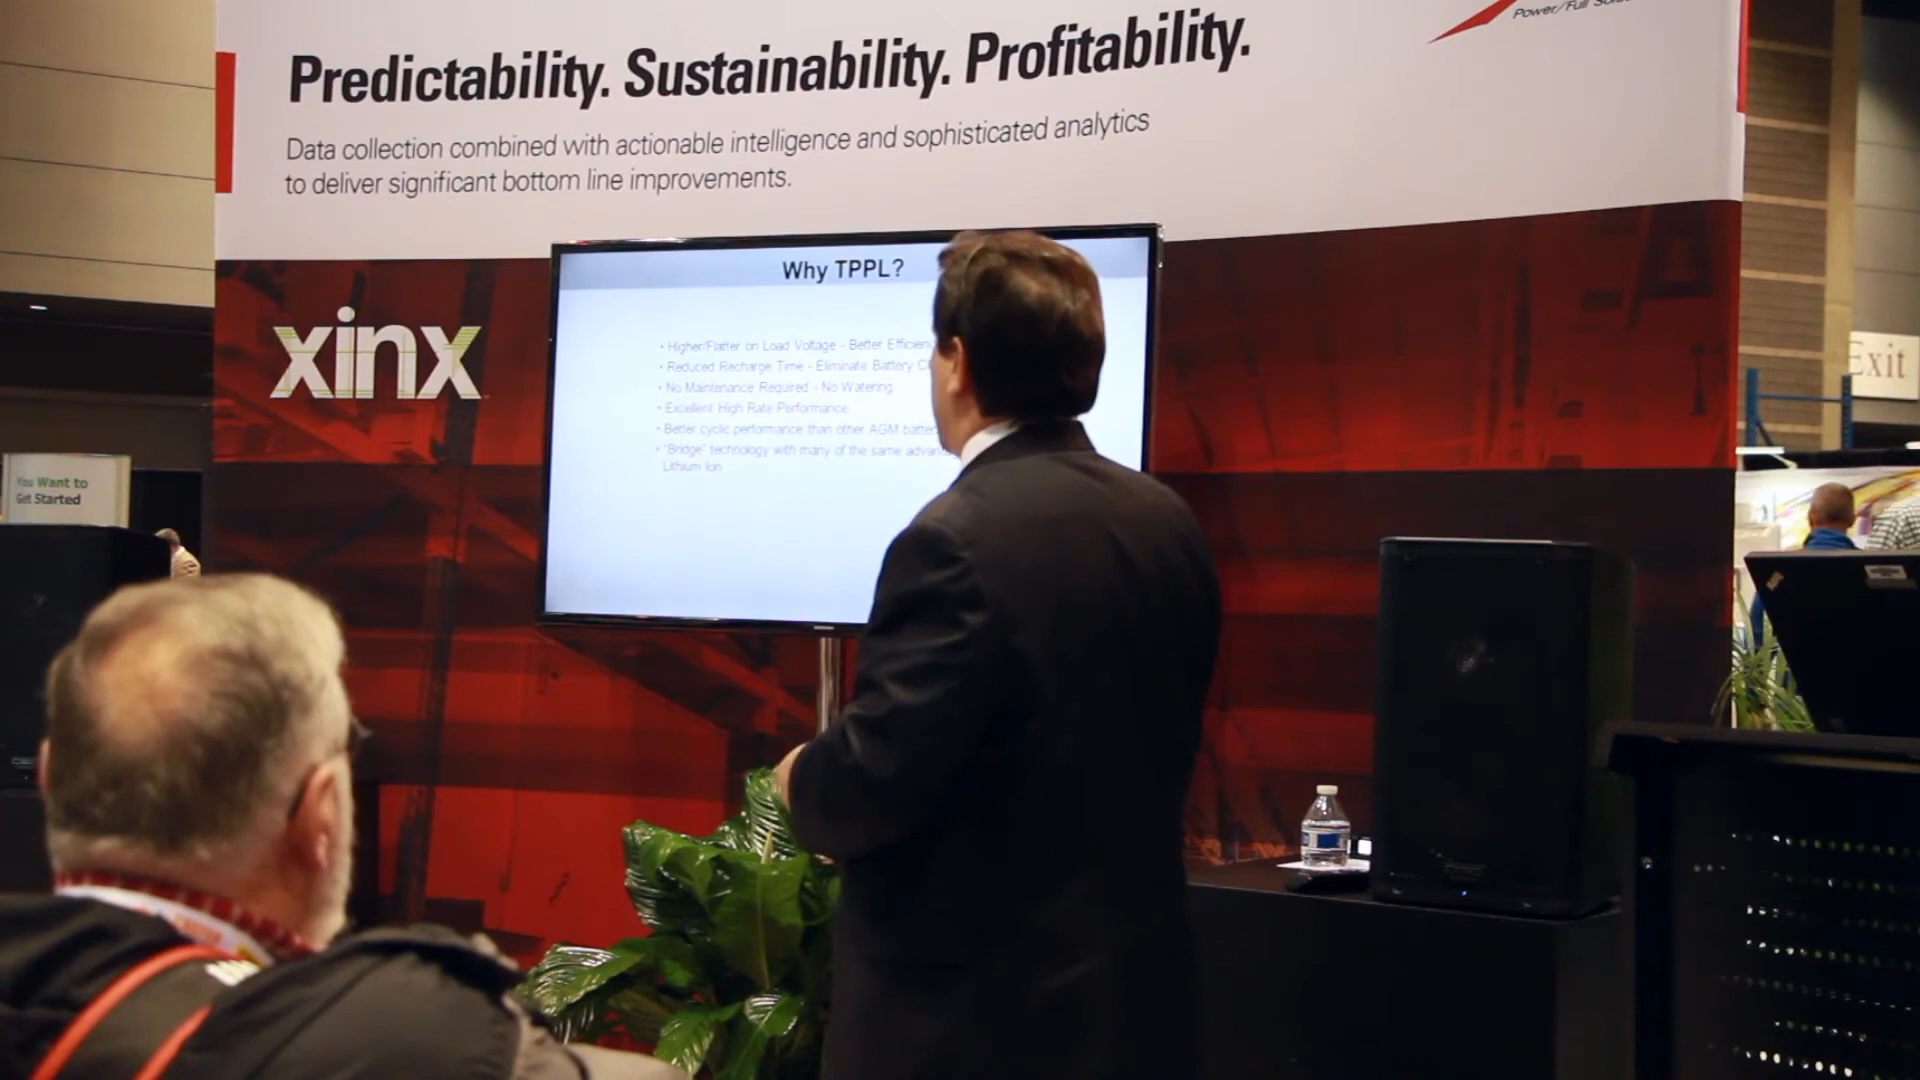 Power/Full
Predictability. Sustainability. Profitability.
Data collection combined with actionable intelligence and sophisticated analytics
to deliver significant bottom line improvements.
Why TPPL?
xinx
• Higher/Flatter on Load Voltage - Better
• Reduced Recharge Time - Eliminate Battery
• No Maintenance Required - No Watering
• Excellent High Rate Performance
• Better cyclic performance than other AGM
• "Bridge" technology with many of the same
Lithium Ion
Exit
You Want to
Get Started